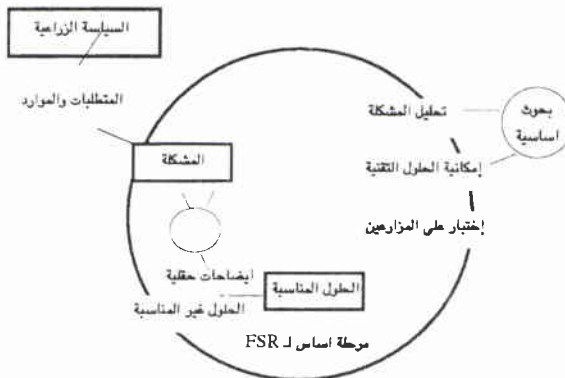 السياسة الزراعية
المتطلبات والموارد
المشكلة
تحليل المشكلة
بحوث
اساسية
إمكانية الحلول التقنية
إختبار على المزارعين
أيضاحات حقلية
الحلول المناسبة
الحلول غير المناسبة
مرحلة اساس لـ FSR